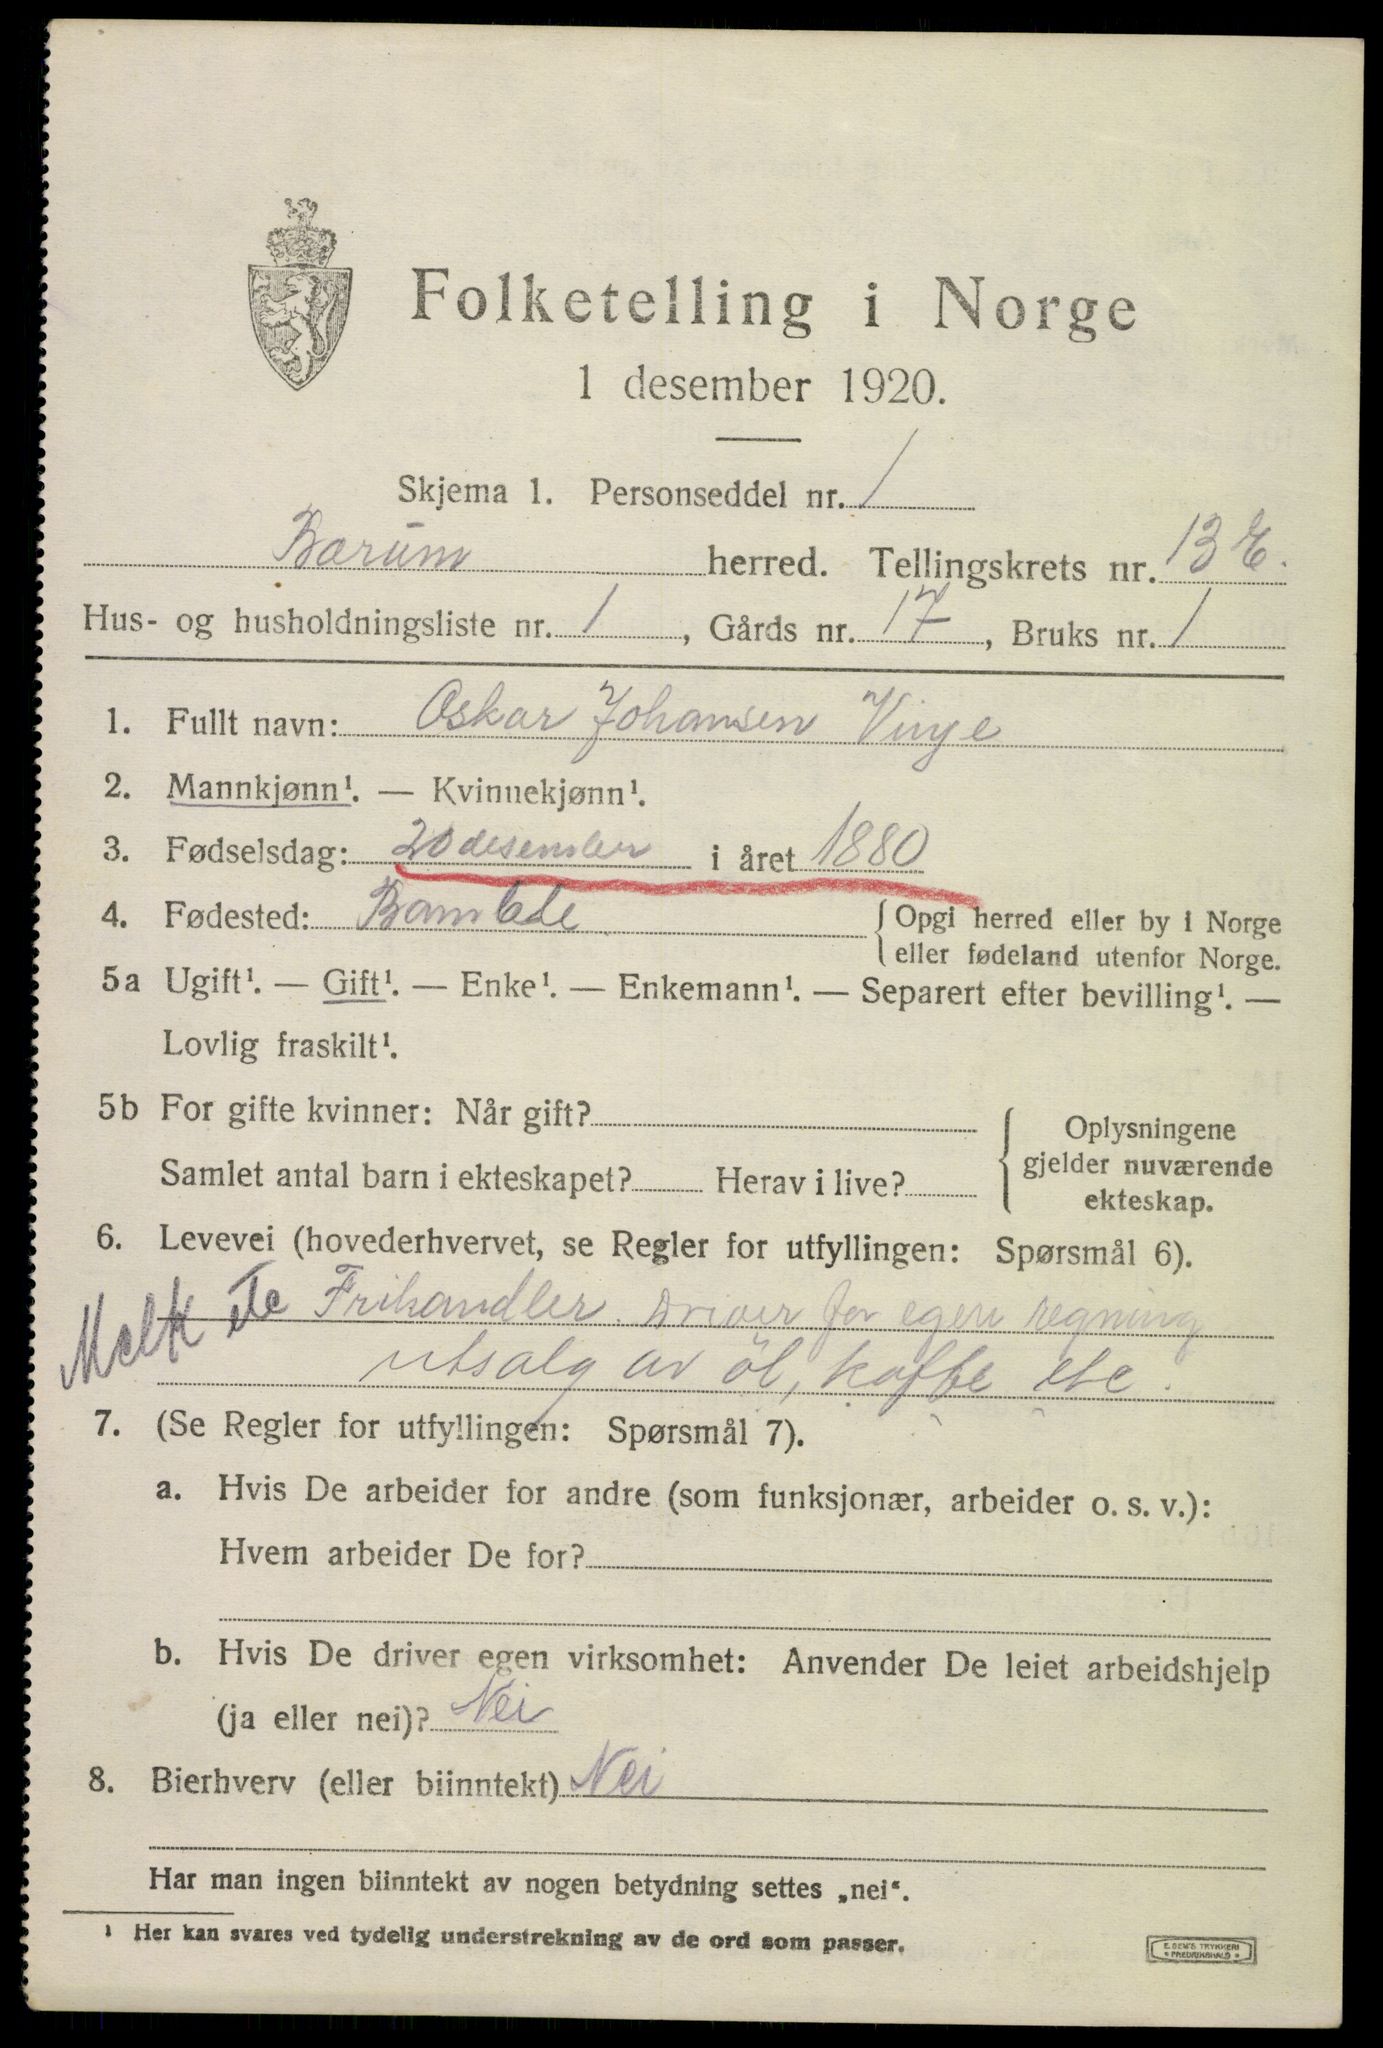 Folketelling i Norge
1 desember 1920.
Skjema 1. Personseddel nr. 1
Bærum herred. Tellingskrets nr. 13 E.
Hus- og husholdningsliste nr. 1, Gårds nr. 17, Bruks nr. 1
1. Fullt navn: Oskar Johansen Vinje
2. Mannkjønn¹. — Kvinnekjønn¹.
3. Fødselsdag: 20 desember i året 1880
4. Fødested: Bamble {Opgi herred eller by i Norge
eller fødeland utenfor Norge.
5a Ugift¹. — Gift¹. — Enke¹. — Enkemann¹. — Separert efter bevilling¹. —
Lovlig fraskilt¹.
5b For gifte kvinner: Når gift?
Samlet antal barn i ekteskapet? Herav i live?
{Oplysningene
gjelder nuværende
ekteskap.
6. Levevei (hovederhvervet, se Regler for utfyllingen: Spørsmål 6).
Melk Frihandler. Driver for egen regning
utsalg av öl, kaffe etc.
7. (Se Regler for utfyllingen: Spørsmål 7).
a. Hvis De arbeider for andre (som funksjonær, arbeider o. s. v.):
Hvem arbeider De for?
b. Hvis De driver egen virksomhet: Anvender De leiet arbeidshjelp
(ja eller nei)? Nei
8. Bierhverv (eller biinntekt) Nei
Har man ingen biinntekt av nogen betydning settes „nei“.
¹ Her kan svares ved tydelig understrekning av de ord som passer.
E. SEM'S TRYKKERI
FREDRIKSHALD